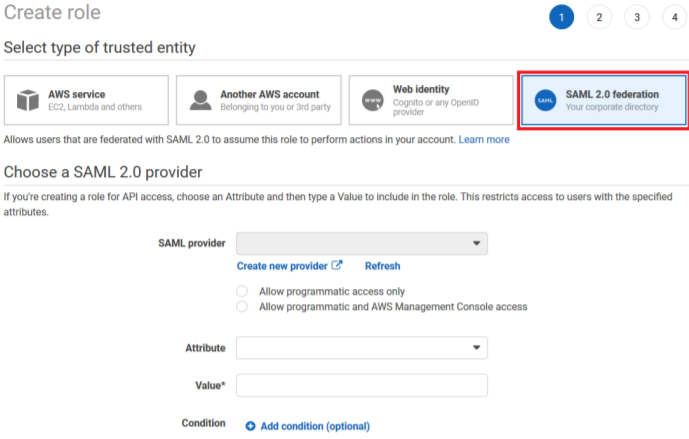 Create role
1 2 3 4
Select type of trusted entity
AWS service
EC2, Lambda and others
Another AWS account
Belonging to you or 3rd party
www
Web identity
Cognito or any OpenID
provider
SAML
SAML 2.0 federation
Your corporate directory
Allows users that are federated with SAML 2.0 to assume this role to perform actions in your account. Learn more
Choose a SAML 2.0 provider
If you're creating a role for API access, choose an Attribute and then type a Value to include in the role. This restricts access to users with the specified
attributes.
SAML provider
Create new provider Refresh
Allow programmatic access only
Allow programmatic and AWS Management Console access
Attribute
Value*
Condition Add condition (optional)